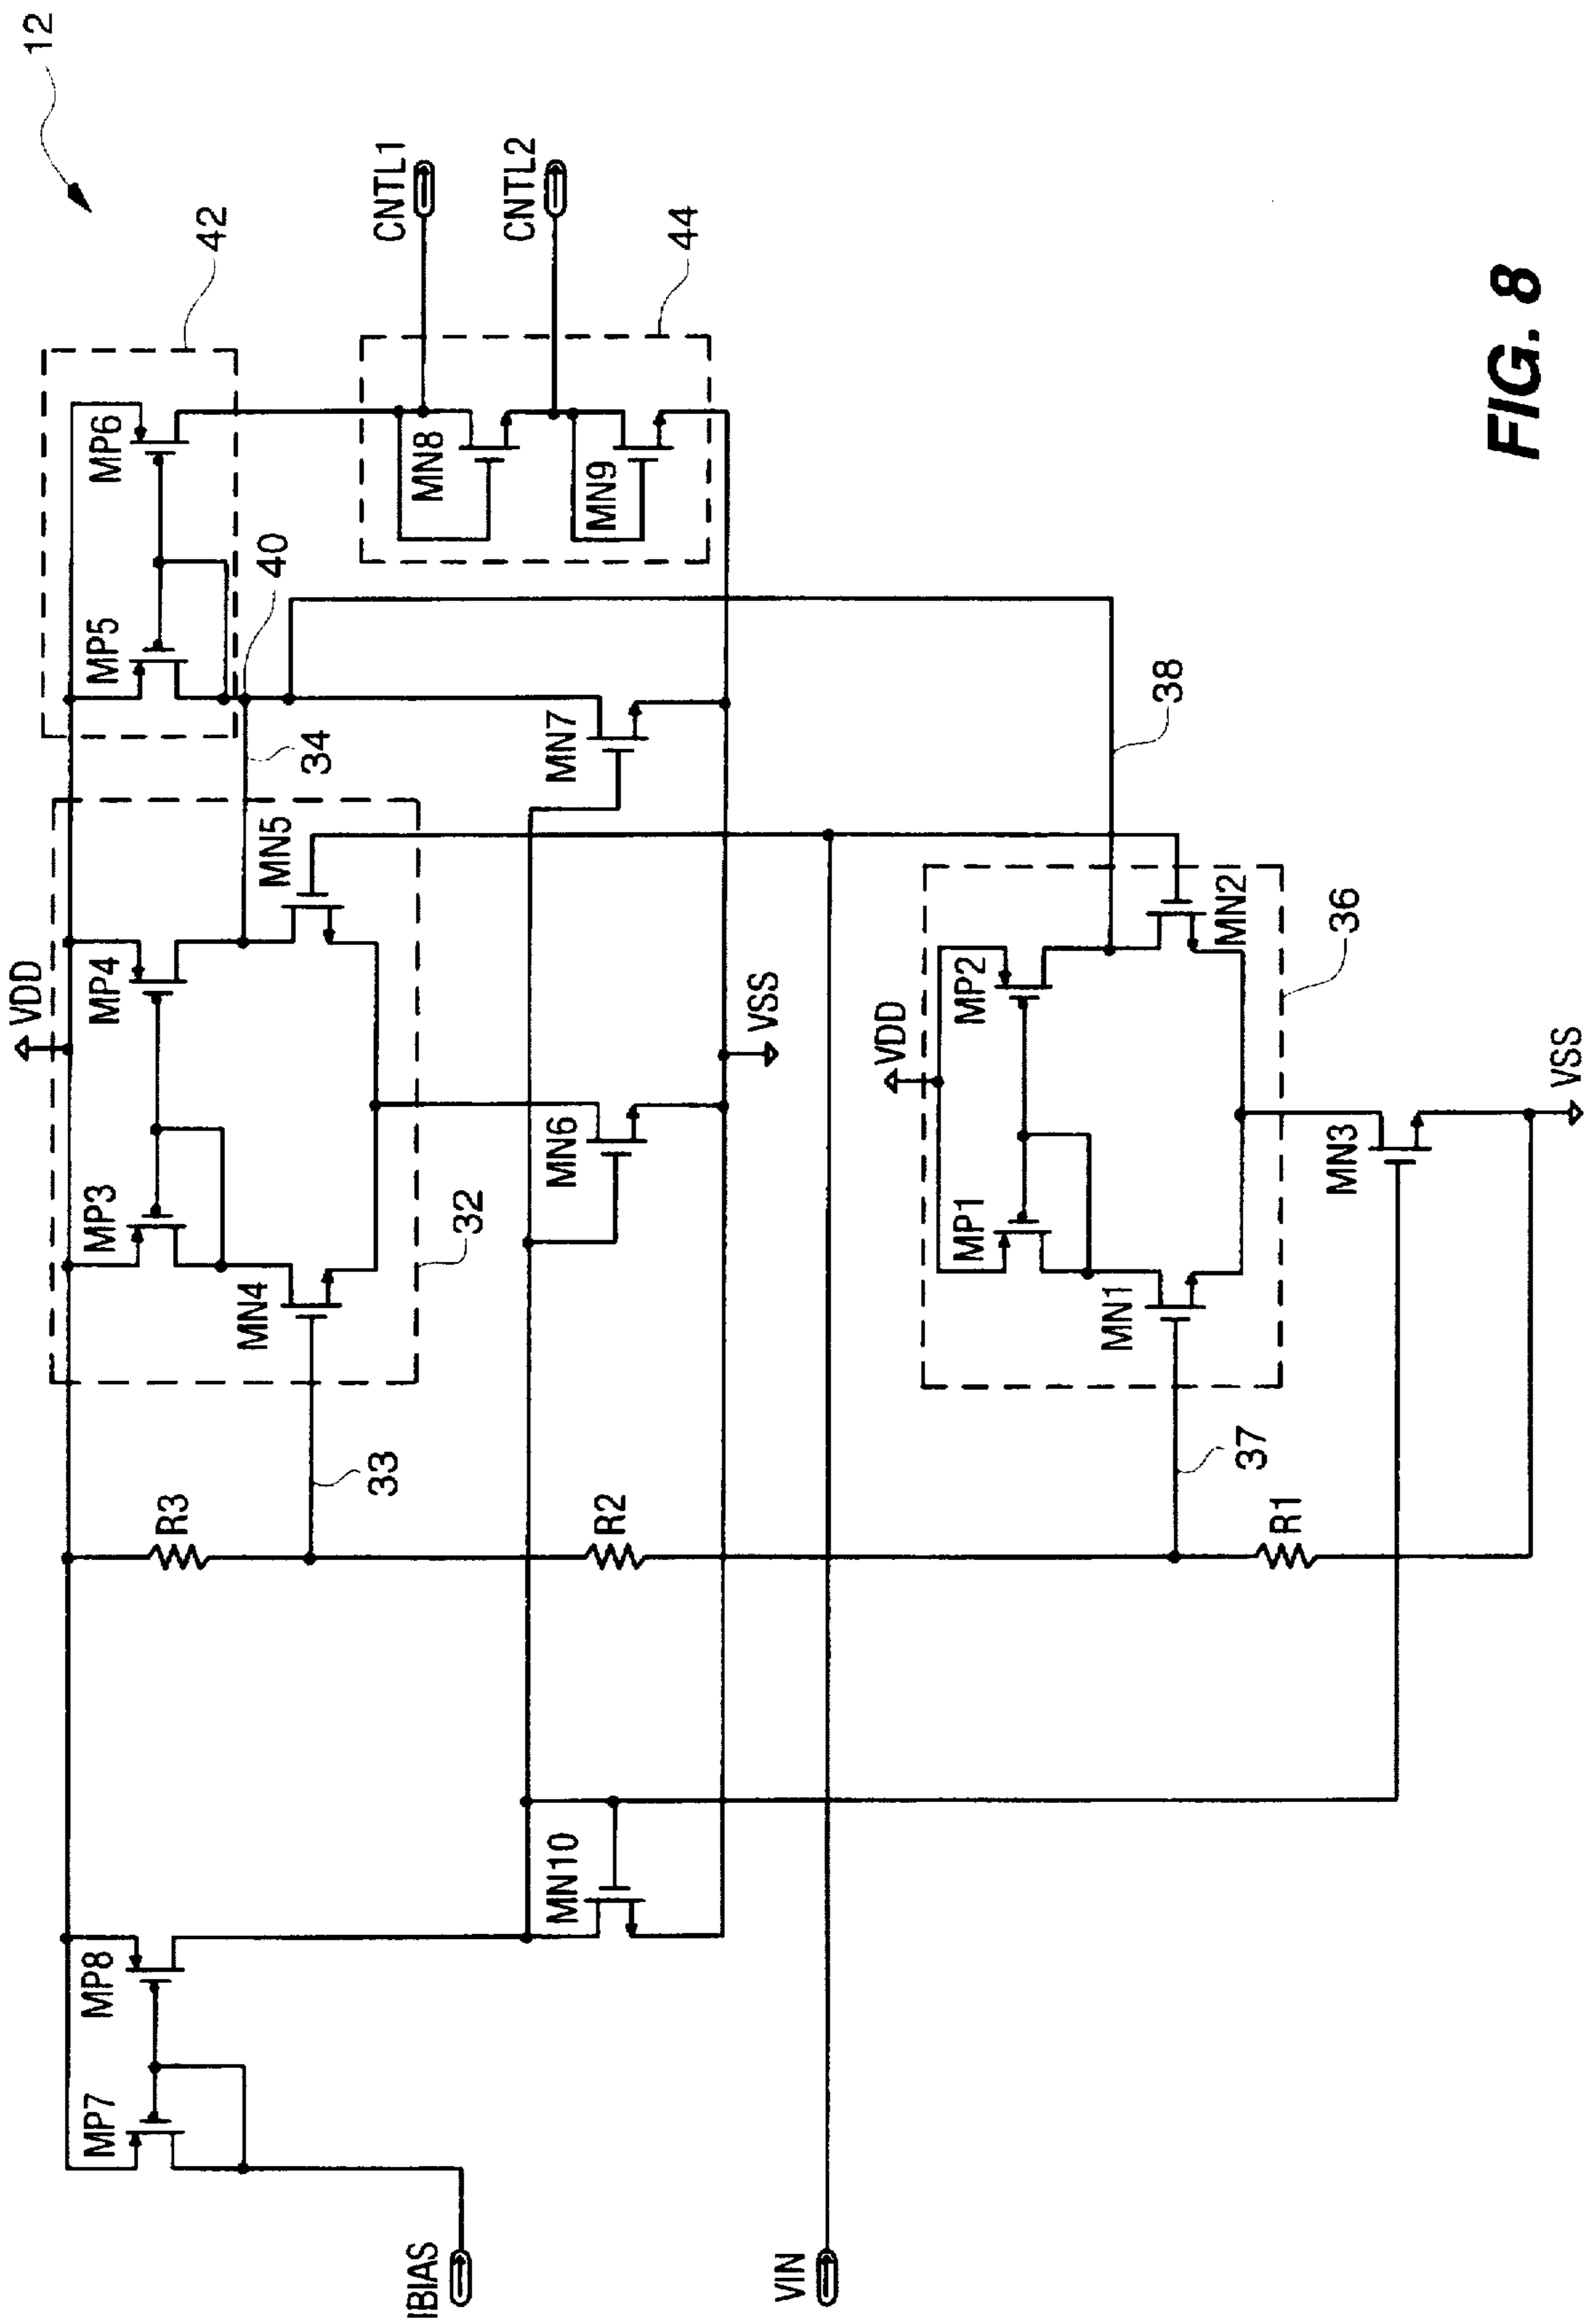 12
42
CNTL1
CNTL2
44
MP5
MP6
40
MN8
MN9
34
MN7
38
VDD
MP3
MP4
MN4
MN5
32
MN6
VSS
VDD
MP1
MP2
MN1
MN2
36
MN3
VSS
33
37
R3
R2
R1
MP7
MP8
MN10
IBIAS
VIN
FIG. 8